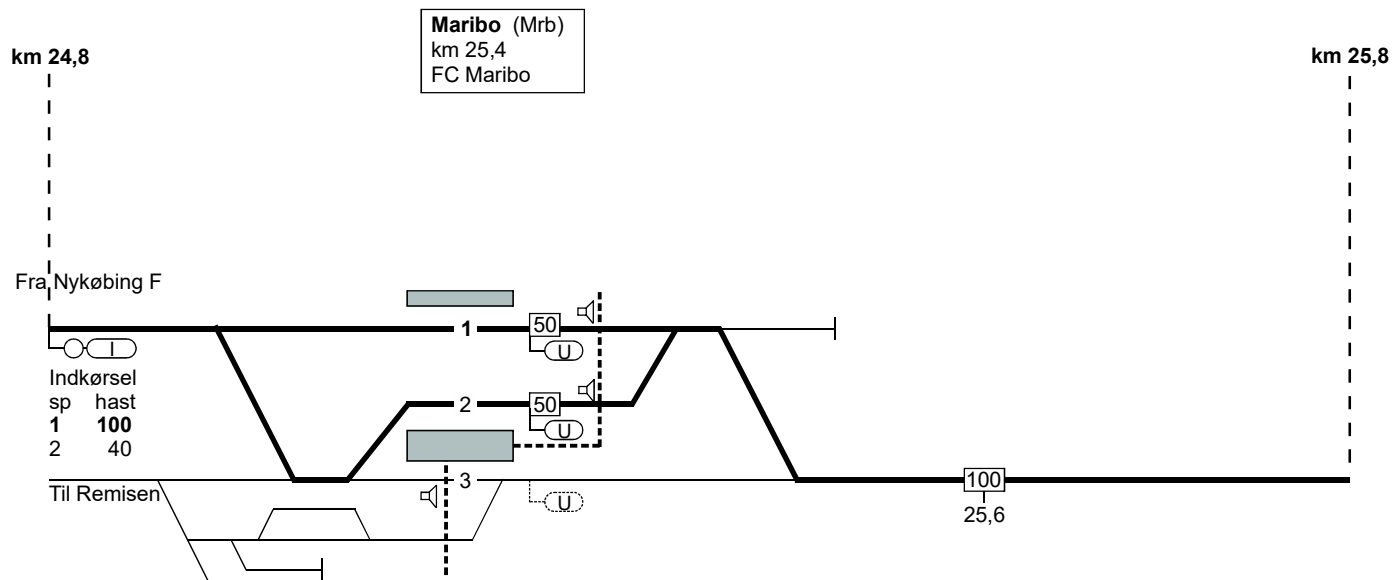 Maribo (Mrb)
km 25,4
FC Maribo
km 24,8
km 25,8
Fra Nykøbing F
1
50
U
I
Indkørsel
sp hast
1 100
2 40
2
50
U
Til Remisen
3
U
100
25,6